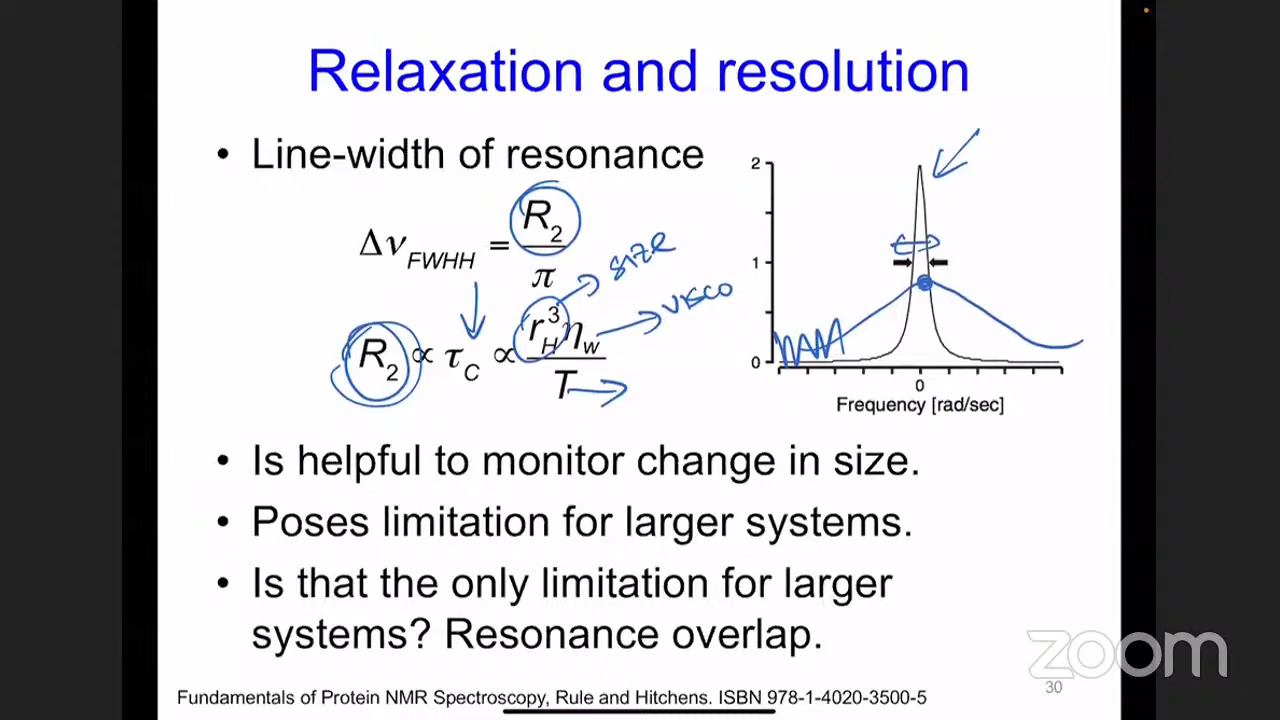 Relaxation and resolution
• Line-width of resonance
Δν_FWHH = R₂/π
SIZE
R₂ ∝ τ_C ∝ r_H³η_w/T
VISCO
2
1
0
0
Frequency [rad/sec]
• Is helpful to monitor change in size.
• Poses limitation for larger systems.
• Is that the only limitation for larger
systems? Resonance overlap.
zoom
30
Fundamentals of Protein NMR Spectroscopy, Rule and Hitchens. ISBN 978-1-4020-3500-5